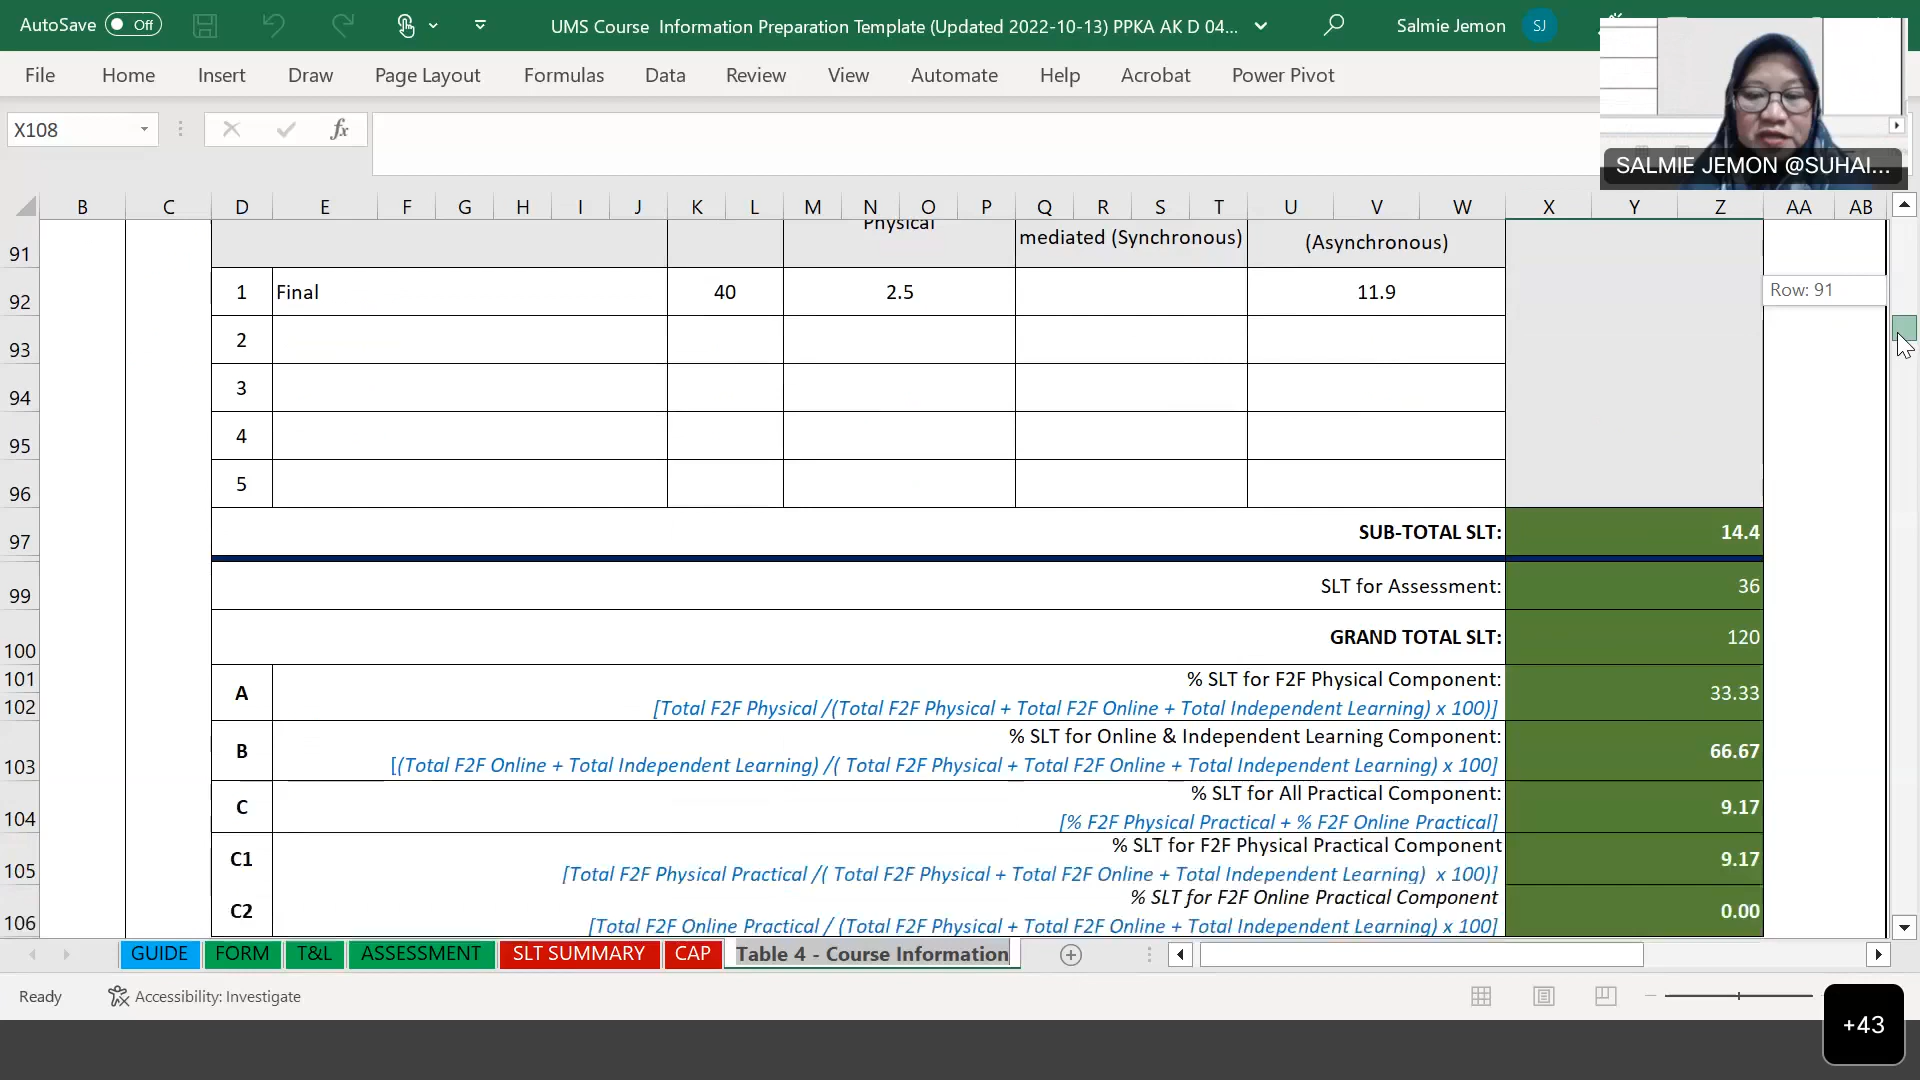 AutoSave Off UMS Course Information Preparation Template (Updated 2022-10-13) PPKA AK D 04... Salmie Jemon SJ
File Home Insert Draw Page Layout Formulas Data Review View Automate Help Acrobat Power Pivot
X108 fx
SALMIE JEMON @SUHAI...
B C D E F G H I J K L M N O P Q R S T U V W X Y Z AA AB
91 Physical mediated (Synchronous) (Asynchronous)
92 1 Final 40 2.5 11.9
Row: 91
93 2
94 3
95 4
96 5
97 SUB-TOTAL SLT: 14.4
99 SLT for Assessment: 36
100 GRAND TOTAL SLT: 120
101 A % SLT for F2F Physical Component: 33.33
102 [Total F2F Physical /(Total F2F Physical + Total F2F Online + Total Independent Learning) x 100)]
103 B % SLT for Online & Independent Learning Component: 66.67
[(Total F2F Online + Total Independent Learning) /( Total F2F Physical + Total F2F Online + Total Independent Learning) x 100]
104 C % SLT for All Practical Component: 9.17
[% F2F Physical Practical + % F2F Online Practical]
105 C1 % SLT for F2F Physical Practical Component 9.17
[Total F2F Physical Practical /( Total F2F Physical + Total F2F Online + Total Independent Learning) x 100)]
106 C2 % SLT for F2F Online Practical Component 0.00
[Total F2F Online Practical / (Total F2F Physical + Total F2F Online + Total Independent Learning) x 100]
GUIDE FORM T&L ASSESSMENT SLT SUMMARY CAP Table 4 - Course Information
Ready Accessibility: Investigate
+43